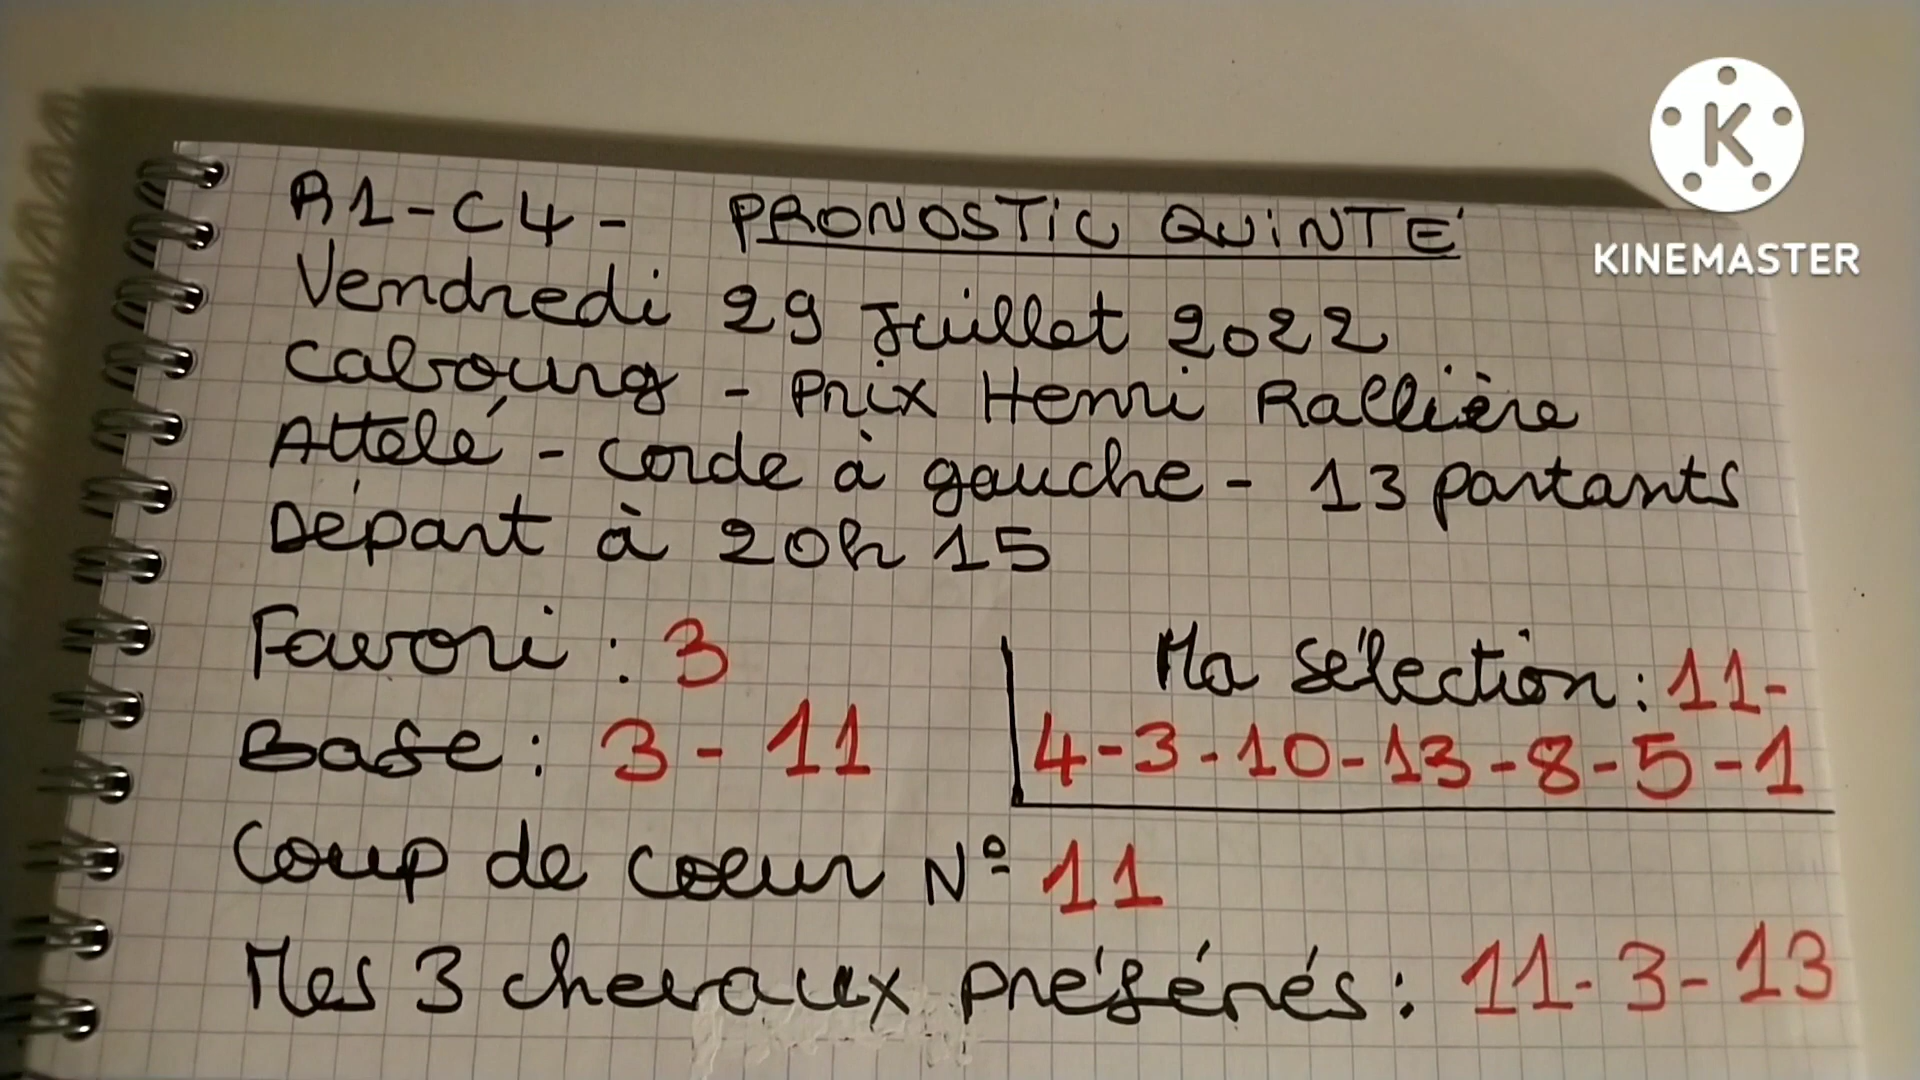 R1-C4- PRONOSTIC QUINTÉ
Vendredi 29 Juillet 2022
Cabourg - Prix Henri Rallière
Attelé - Corde à gauche - 13 partants
Départ à 20h15
Favori : 3
Base : 3 - 11
Ma sélection : 11-
4-3-10-13-8-5-1
Coup de coeur N° 11
Mes 3 chevaux préférés : 11-3-13
K
KINEMASTER